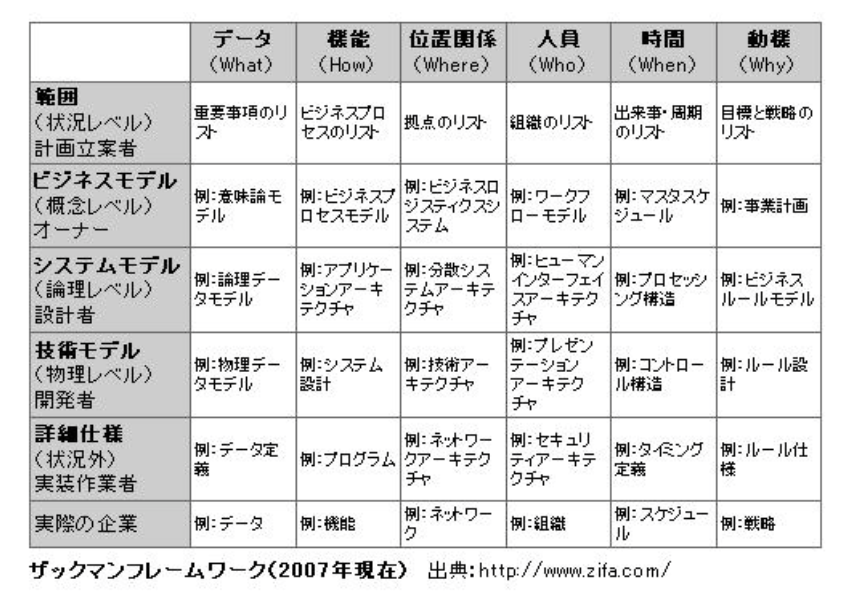 データ 機能 位置関係 人員 時間 動機
（What） （How） （Where） （Who） （When） （Why）
範囲
（状況レベル）
計画立案者
重要事項のリ
スト
ビジネスプロ
セスのリスト
拠点のリスト
組織のリスト
出来事・周期
のリスト
目標と戦略の
リスト
ビジネスモデル
（概念レベル）
オーナー
例：意味論モ
デル
例：ビジネスプ
ロセスモデル
例：ビジネスロ
ジスティクスシ
ステム
例：ワークフ
ローモデル
例：マスタスケ
ジュール
例：事業計画
システムモデル
（論理レベル）
設計者
例：論理デー
タモデル
例：アプリケー
ションアーキ
テクチャ
例：分散シス
テムアーキテ
クチャ
例：ヒューマン
インターフェイ
スアーキテク
チャ
例：プロセッシ
ング構造
例：ビジネス
ルールモデル
技術モデル
（物理レベル）
開発者
例：物理デー
タモデル
例：システム
設計
例：技術アー
キテクチャ
例：プレゼン
テーション
アーキテク
チャ
例：コントロー
ル構造
例：ルール設
計
詳細仕様
（状況外）
実装作業者
例：データ定
義
例：プログラム
例：ネットワー
クアーキテク
チャ
例：セキュリ
ティアーキテ
クチャ
例：タイミング
定義
例：ルール仕
様
実際の企業
例：データ
例：機能
例：ネットワー
ク
例：組織
例：スケジュー
ル
例：戦略
ザックマンフレームワーク（2007年現在） 出典：http://www.zifa.com/